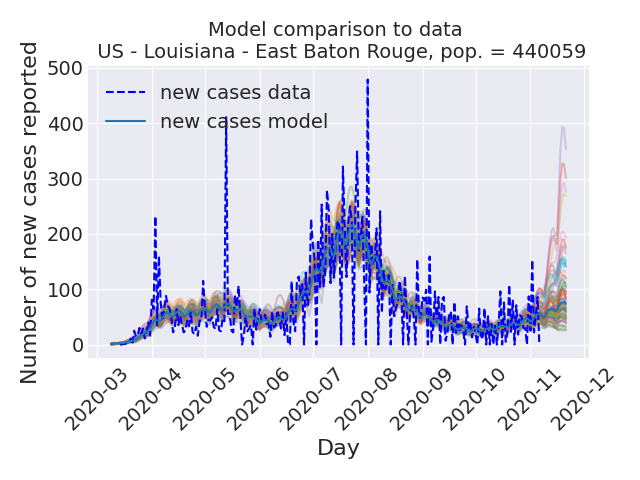 Model comparison to data
US - Louisiana - East Baton Rouge, pop. = 440059
Number of new cases reported
500
400
300
200
100
0
new cases data
new cases model
2020-03
2020-04
2020-05
2020-06
2020-07
2020-08
2020-09
2020-10
2020-11
2020-12
Day